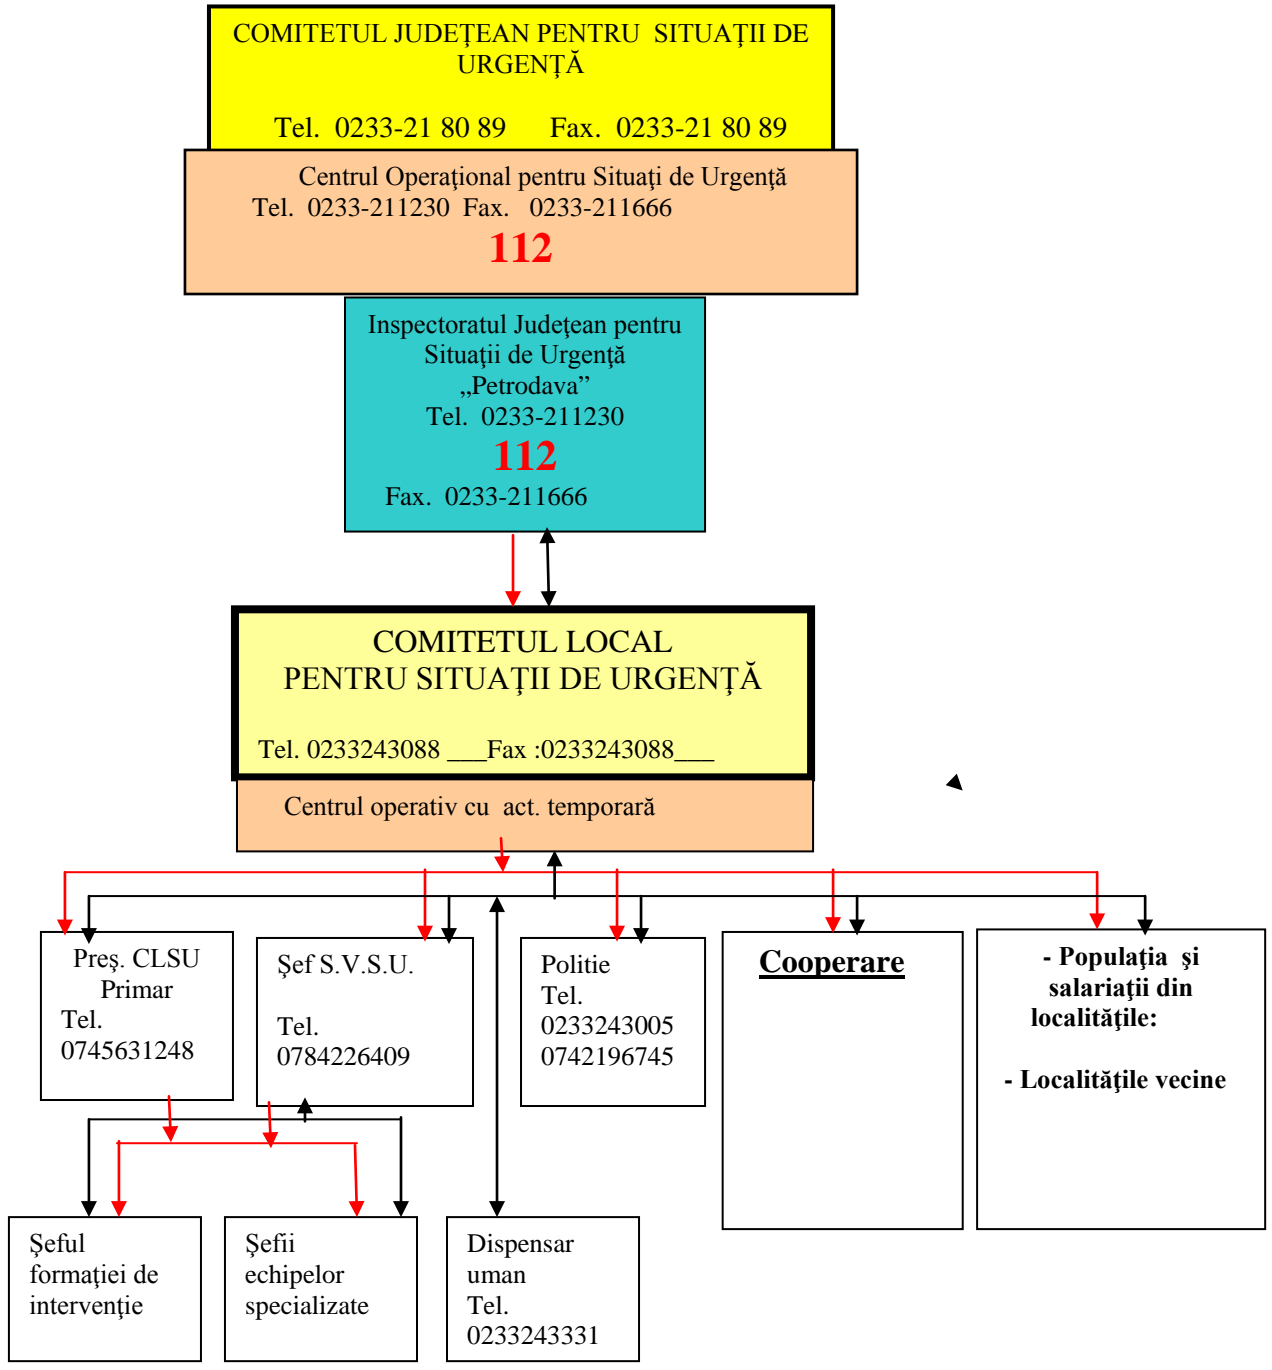 COMITETUL JUDEŢEAN PENTRU SITUAŢII DE
URGENŢĂ
Tel. 0233-21 80 89 Fax. 0233-21 80 89
Centrul Operaţional pentru Situaţi de Urgenţă
Tel. 0233-211230 Fax. 0233-211666
112
Inspectoratul Judeţean pentru
Situaţii de Urgenţă
„Petrodava”
Tel. 0233-211230
112
Fax. 0233-211666
COMITETUL LOCAL
PENTRU SITUAŢII DE URGENŢĂ
Tel. 0233243088 ___Fax :0233243088___
Centrul operativ cu act. temporară
Preş. CLSU
Primar
Tel.
0745631248
Şef S.V.S.U.
Tel.
0784226409
Politie
Tel.
0233243005
0742196745
Cooperare
- Populaţia şi
salariaţii din
localităţile:
- Localităţile vecine
Şeful
formaţiei de
intervenţie
Şefii
echipelor
specializate
Dispensar
uman
Tel.
0233243331